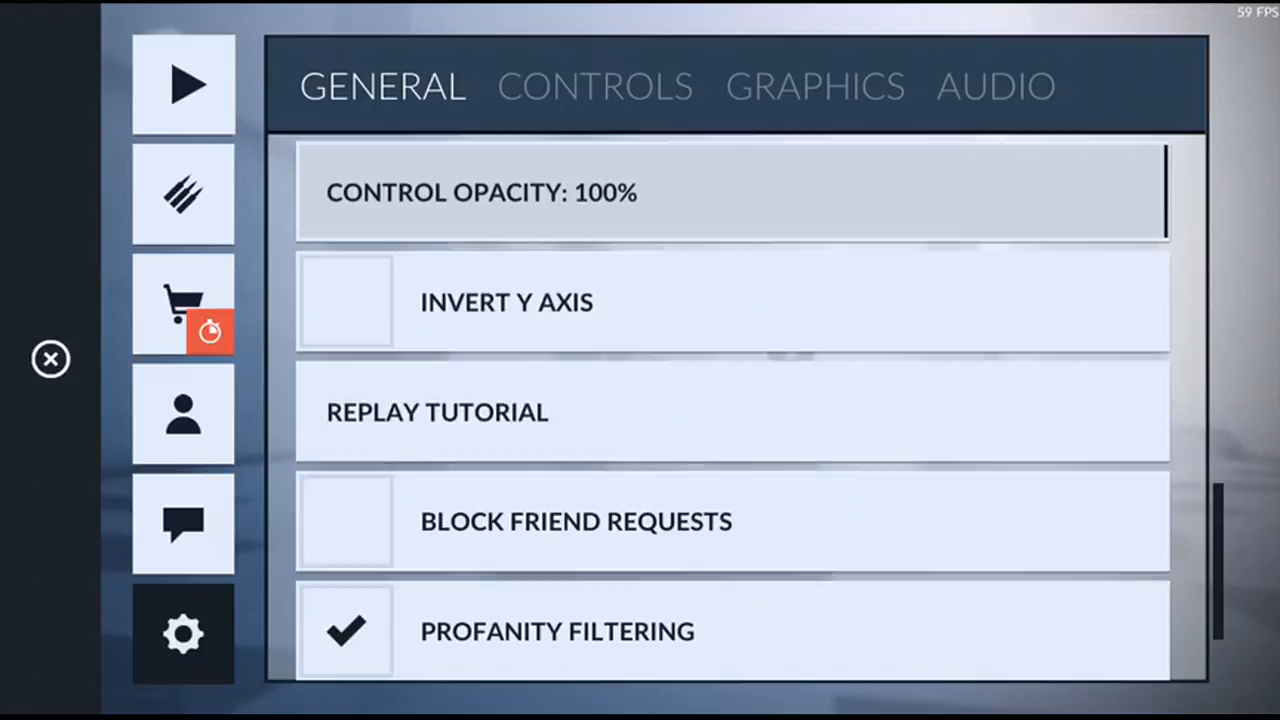 59 FPS
GENERAL CONTROLS GRAPHICS AUDIO
CONTROL OPACITY: 100%
INVERT Y AXIS
REPLAY TUTORIAL
BLOCK FRIEND REQUESTS
PROFANITY FILTERING